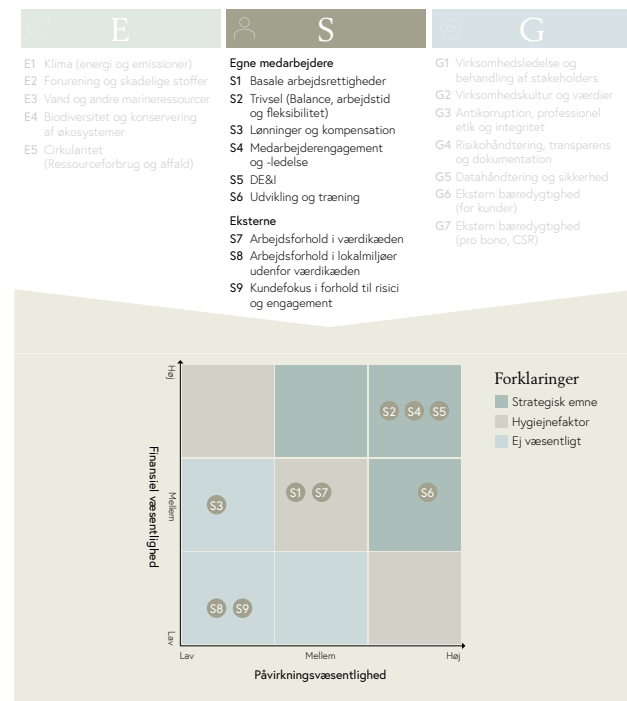 E
E1 Klima (energi og emissioner)
E2 Forurening og skadelige stoffer
E3 Vand og andre marineressourcer
E4 Biodiversitet og konservering
af økosystemer
E5 Cirkularitet
(Ressourceforbrug og affald)
S
Egne medarbejdere
S1 Basale arbejdsrettigheder
S2 Trivsel (Balance, arbejdstid
og fleksibilitet)
S3 Lønninger og kompensation
S4 Medarbejderengagement
og -ledelse
S5 DE&I
S6 Udvikling og træning
Eksterne
S7 Arbejdsforhold i værdikæden
S8 Arbejdsforhold i lokalmiljøer
udenfor værdikæden
S9 Kundefokus i forhold til risici
og engagement
G
G1 Virksomhedsledelse og
behandling af stakeholders
G2 Virksomhedskultur og værdier
G3 Antikorruption, professionel
etik og integritet
G4 Risikohåndtering, transparens
og dokumentation
G5 Datahåndtering og sikkerhed
G6 Ekstern bæredygtighed
(for kunder)
G7 Ekstern bæredygtighed
(pro bono, CSR)
Finansiel væsentlighed
Høj
Mellem
Lav
S2 S4 S5
S3 S1 S7 S6
S8 S9
Lav Mellem Høj
Påvirkningsvæsentlighed
Forklaringer
Strategisk emne
Hygiejnefaktor
Ej væsentligt